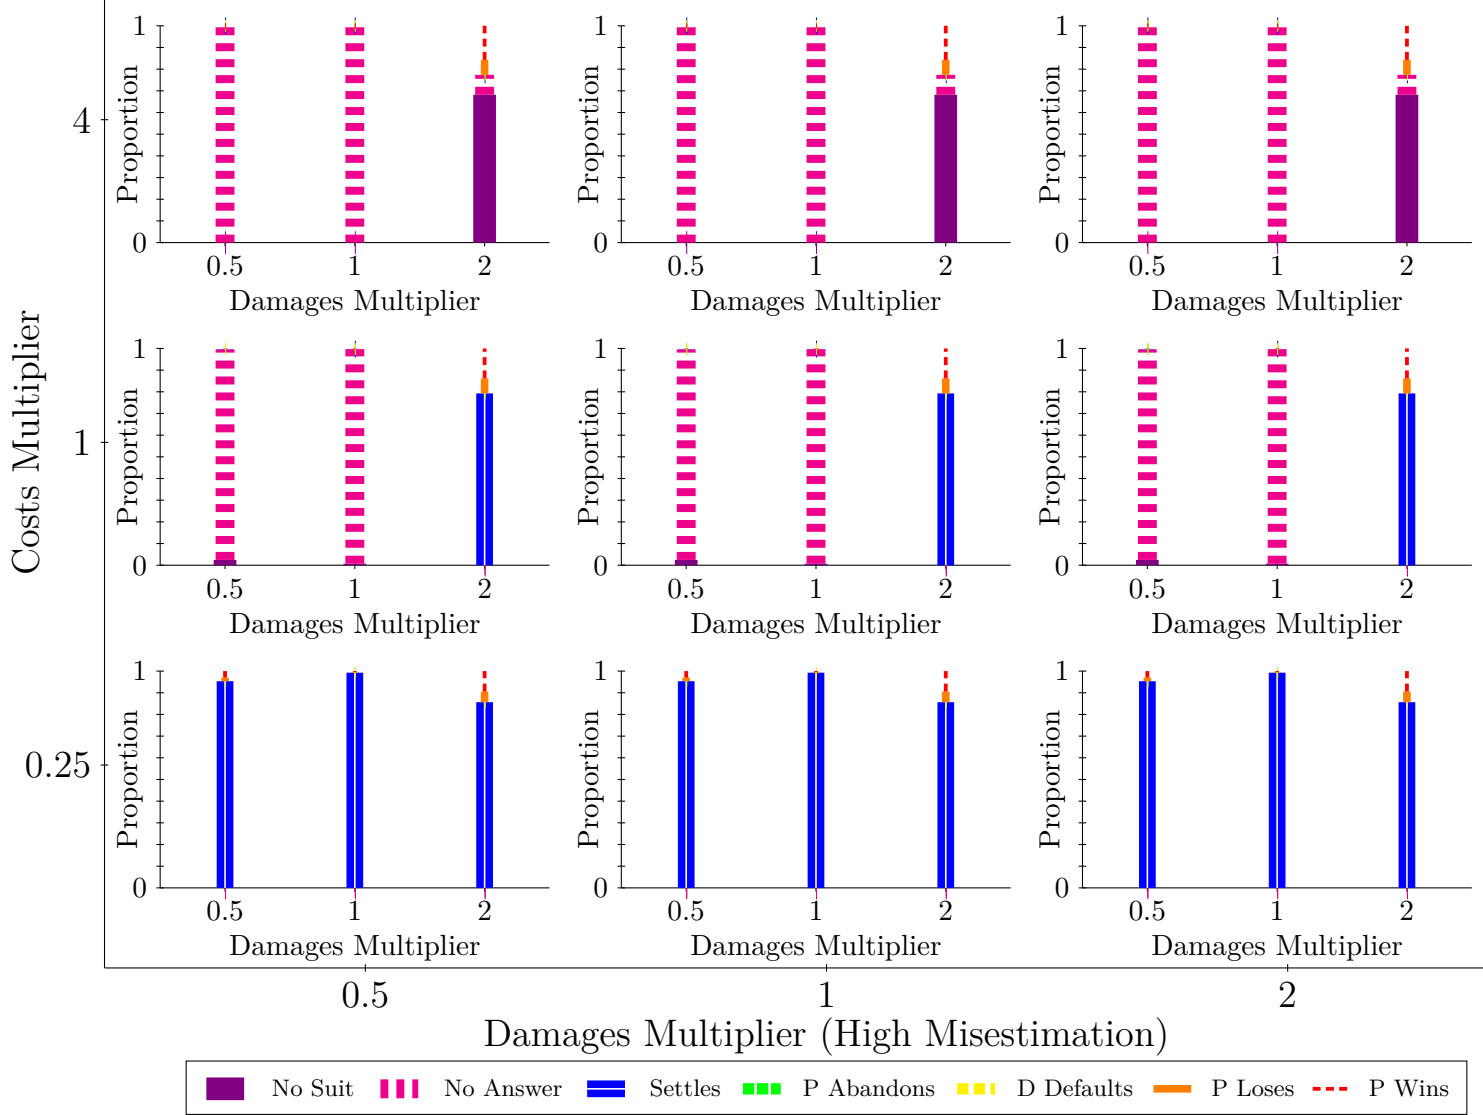 Costs Multiplier
4
1
0.25
1
Proportion
0
0.5 1 2
Damages Multiplier
1
Proportion
0
0.5 1 2
Damages Multiplier
1
Proportion
0
0.5 1 2
Damages Multiplier
1
Proportion
0
0.5 1 2
Damages Multiplier
1
Proportion
0
0.5 1 2
Damages Multiplier
1
Proportion
0
0.5 1 2
Damages Multiplier
1
Proportion
0
0.5 1 2
Damages Multiplier
1
Proportion
0
0.5 1 2
Damages Multiplier
1
Proportion
0
0.5 1 2
Damages Multiplier
0.5 1 2
Damages Multiplier (High Misestimation)
No Suit No Answer Settles P Abandons D Defaults P Loses P Wins